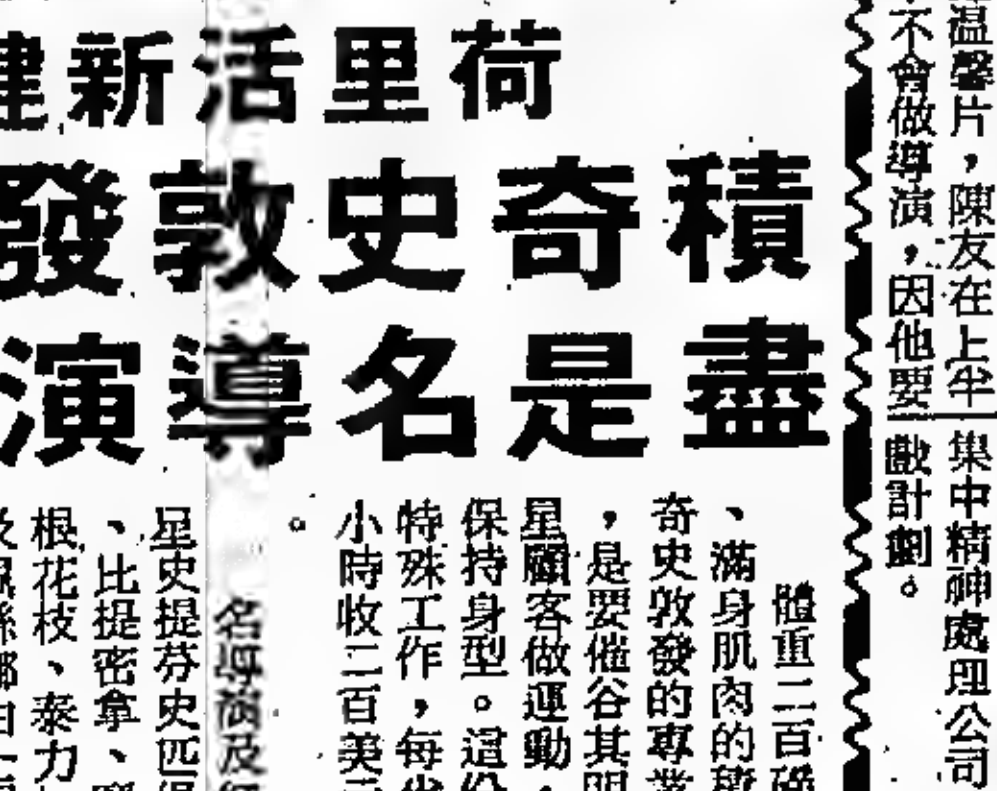 温馨片，陳友在上半
不會做導演，因他要
集中精神處理公司
戲計劃。
荷里活新建
積奇史敦發
盡是名導演
體重二百磅
、滿身肌肉的積
奇史敦發的專業
，是要催谷其明
星顧客做運動，
保持身型。這份
特殊工作，每
小時收二百美元
。
名導演及
星史提芬史匹
、比提密拿、
根花枝、泰力